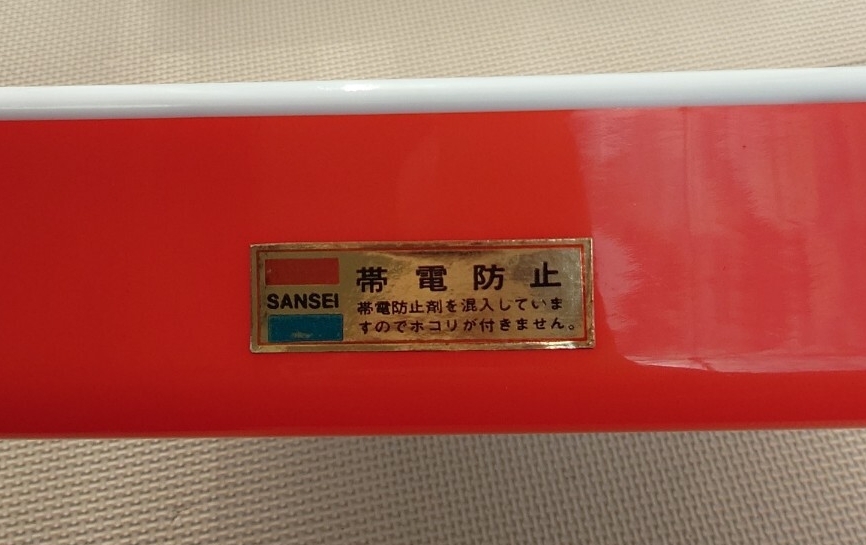 SANSEI
帯電防止
帯電防止剤を混入していま
すのでホコリが付きません。